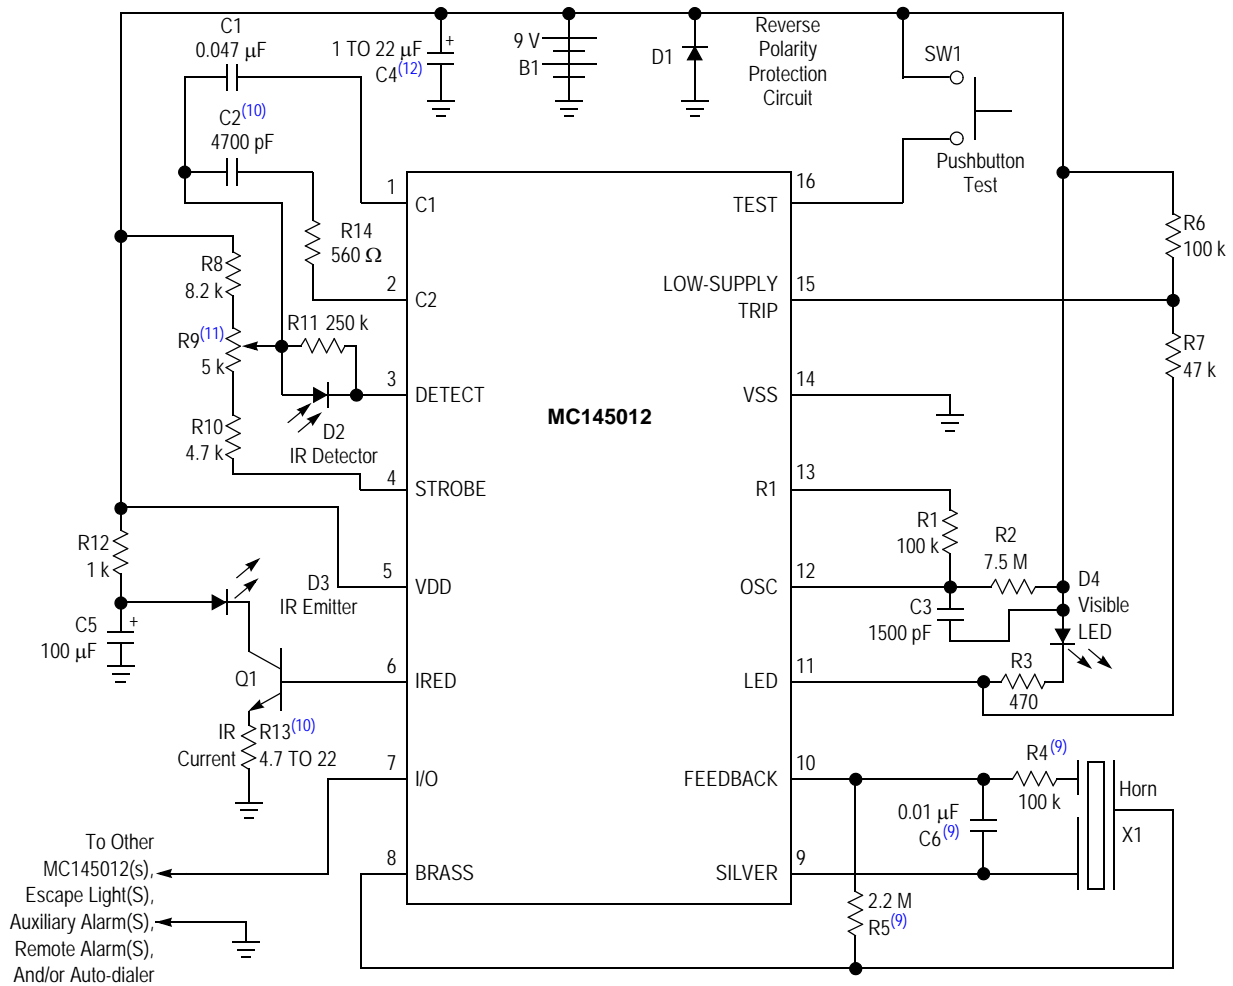 C1
0.047 μF
1 TO 22 μF
C4(12)
+
9 V
B1
D1
Reverse
Polarity
Protection
Circuit
SW1
Pushbutton
Test
C2(10)
4700 pF
R14
560 Ω
R8
8.2 k
R9(11)
5 k
R10
4.7 k
R11 250 k
D2
IR Detector
R12
1 k
C5
100 μF
+
D3
IR Emitter
Q1
IR
Current
R13(10)
4.7 TO 22
To Other
MC145012(s),
Escape Light(S),
Auxiliary Alarm(S),
Remote Alarm(S),
And/or Auto-dialer
MC145012
1
C1
2
C2
3
DETECT
4
STROBE
5
VDD
6
IRED
7
I/O
8
BRASS
16
TEST
15
LOW-SUPPLY
TRIP
14
VSS
13
R1
12
OSC
11
LED
10
FEEDBACK
9
SILVER
R6
100 k
R7
47 k
R1
100 k
R2
7.5 M
C3
1500 pF
D4
Visible
LED
R3
470
R4(9)
100 k
0.01 μF
C6(9)
2.2 M
R5(9)
Horn
X1